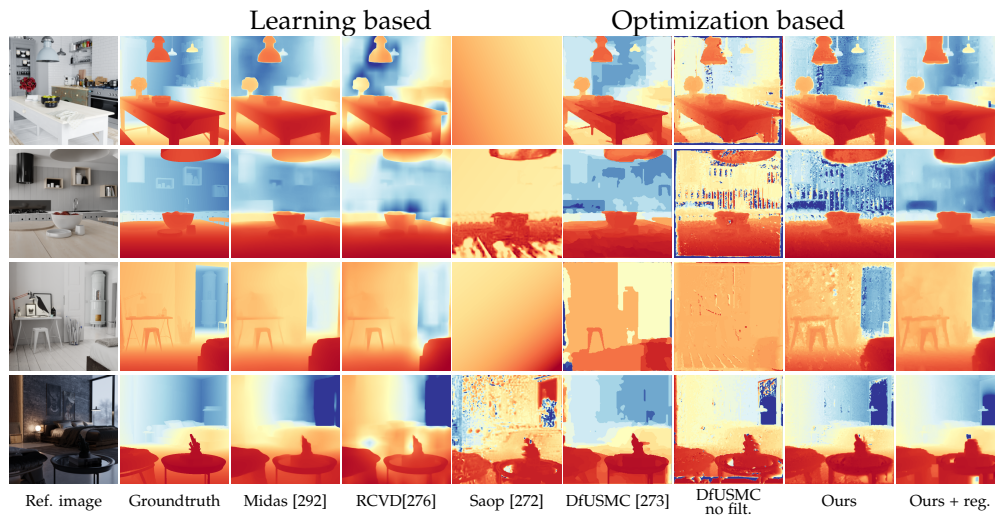 Learning based
Optimization based
Ref. image
Groundtruth
Midas [292]
RCVD[276]
Saop [272]
DfUSMC [273]
DfUSMC
no filt.
Ours
Ours + reg.